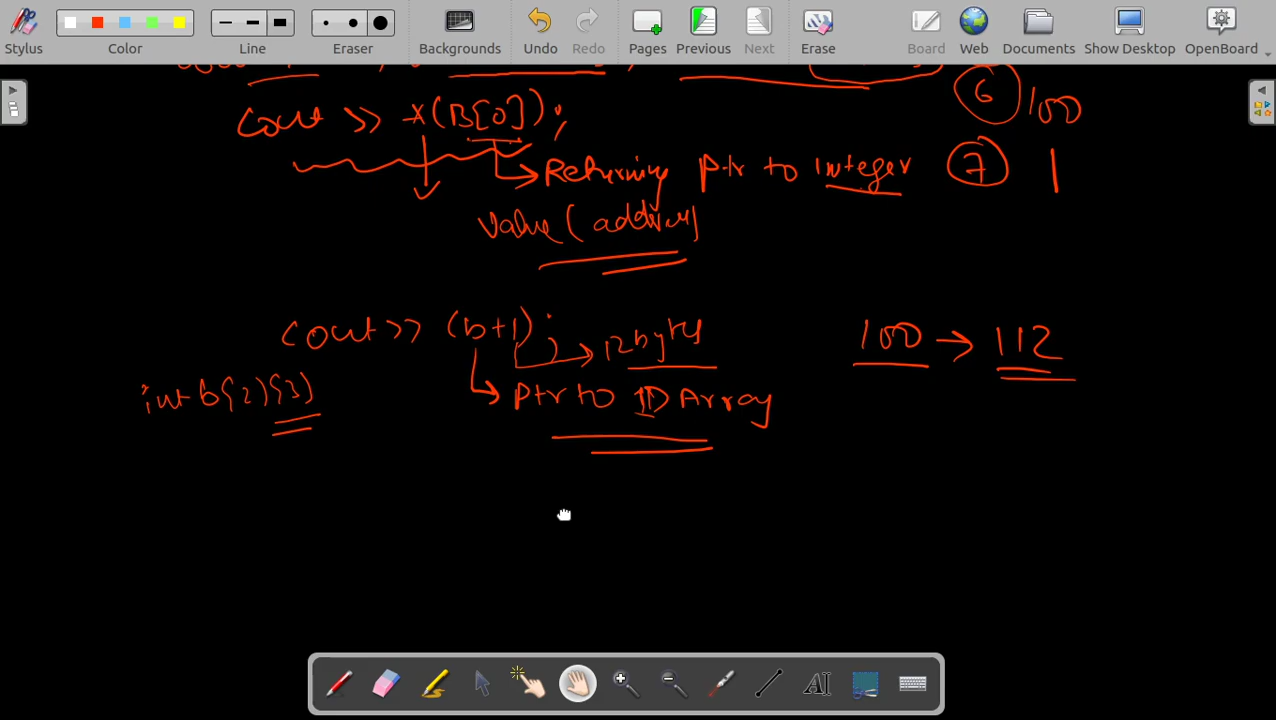 Stylus Color Line Eraser Backgrounds Undo Redo Pages Previous Next Erase Board Web Documents Show Desktop OpenBoard
6 100
Cout >> *(B[0]);
Returning Ptr to integer 7 1
Value (address)
Cout >> (b+1); 12 bytes 100 → 112
int b[2][3] Ptr to 1D Array
AI